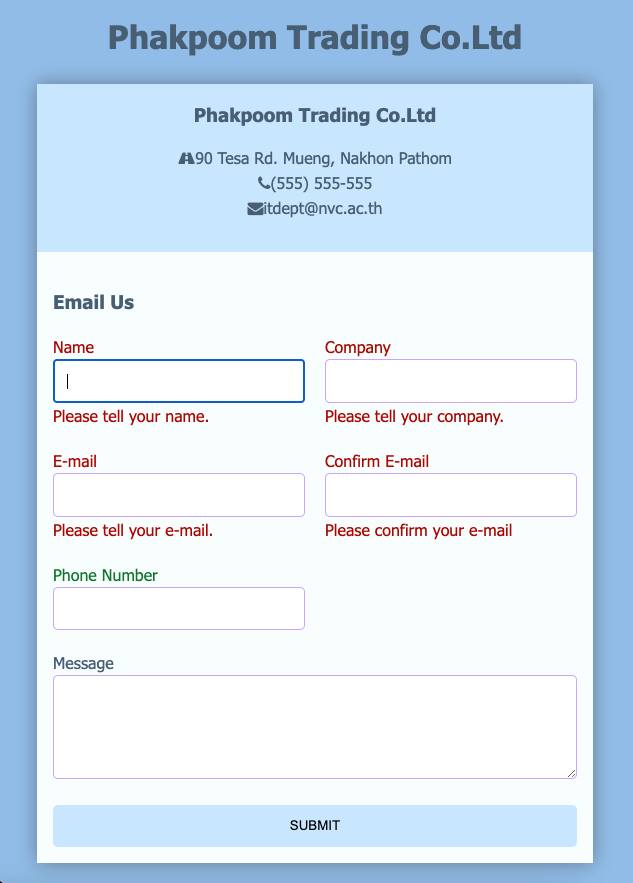 Phakpoom Trading Co.Ltd
Phakpoom Trading Co.Ltd
90 Tesa Rd. Mueng, Nakhon Pathom
(555) 555-555
itdept@nvc.ac.th
Email Us
Name
Company
Please tell your name.
Please tell your company.
E-mail
Confirm E-mail
Please tell your e-mail.
Please confirm your e-mail
Phone Number
Message
SUBMIT